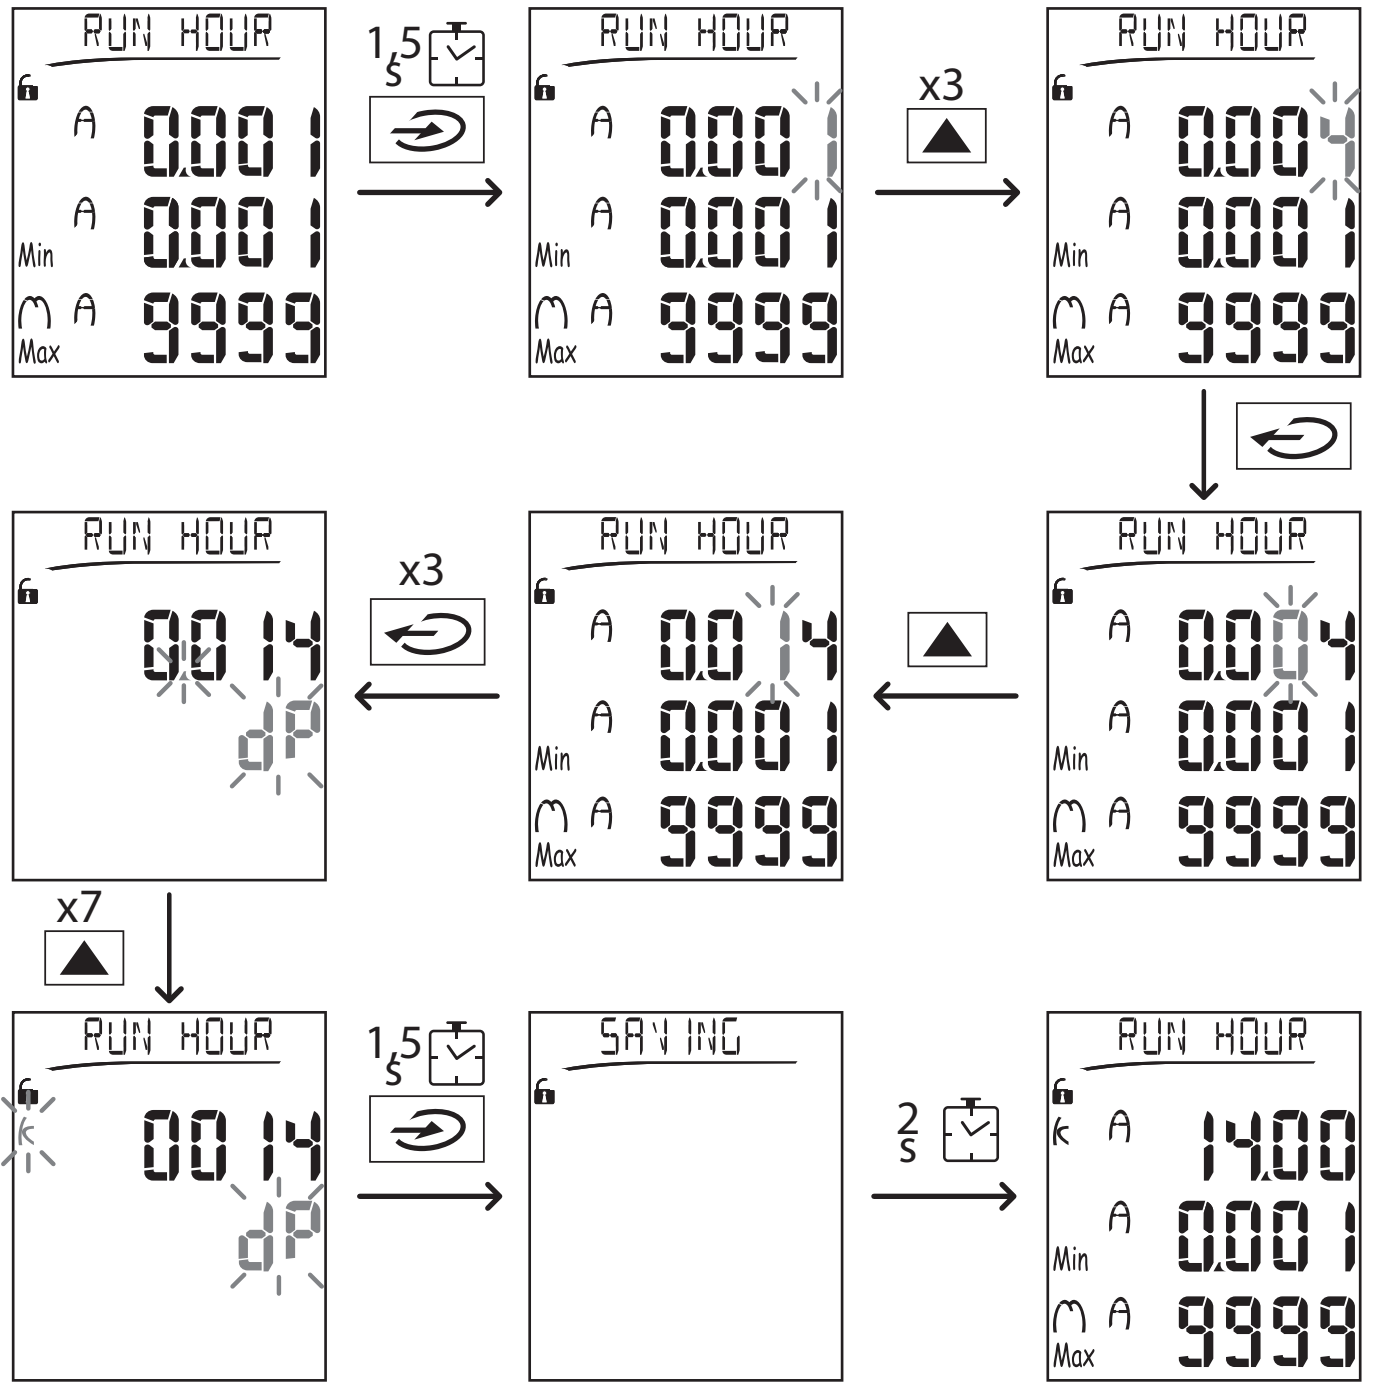 RUN HOUR
A 0.001
A 0.001
Min
M A 9999
Max
1,5
s
RUN HOUR
A 0.001
A 0.001
Min
M A 9999
Max
x3
RUN HOUR
A 0.004
A 0.001
Min
M A 9999
Max
RUN HOUR
0.014
dP
x3
RUN HOUR
A 0.014
A 0.001
Min
M A 9999
Max
RUN HOUR
A 0.004
A 0.001
Min
M A 9999
Max
x7
RUN HOUR
k 0014
dP
1,5
s
SAVING
2
s
RUN HOUR
k A 14.00
A 0.001
Min
M A 9999
Max